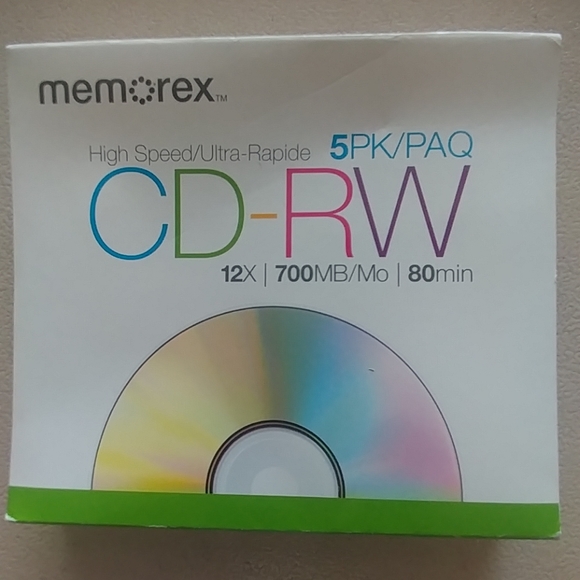 memorex™
High Speed/Ultra-Rapide 5PK/PAQ
CD-RW
12X | 700MB/Mo | 80min